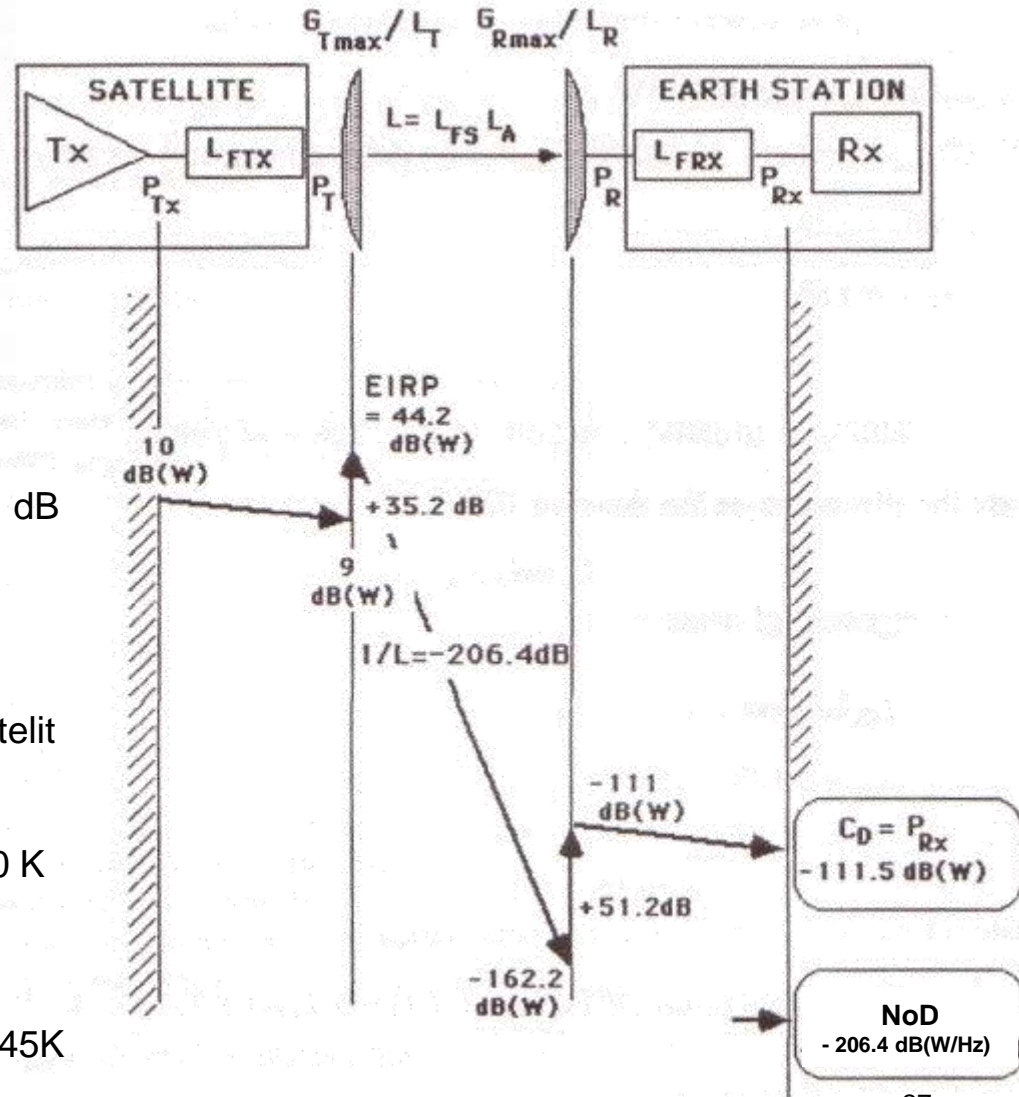 G_Tmax / L_T
G_Rmax / L_R
SATELLITE
EARTH STATION
Tx
L_FTX
L = L_FS L_A
L_FRX
Rx
P_Tx
P_T
P_R
P_Rx
EIRP
= 44.2
dB(W)
10
dB(W)
dB
+35.2 dB
9
dB(W)
1/L=-206.4dB
telit
-111
dB(W)
C_D = P_Rx
-111.5 dB(W)
0 K
+51.2dB
-162.2
dB(W)
NoD
- 206.4 dB(W/Hz)
45K